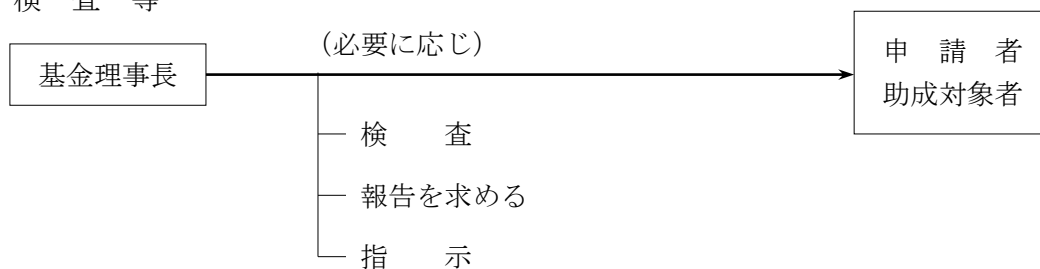 検　査　等
（必要に応じ）
基金理事長
申　請　者
助成対象者
検　　査
報告を求める
指　　示